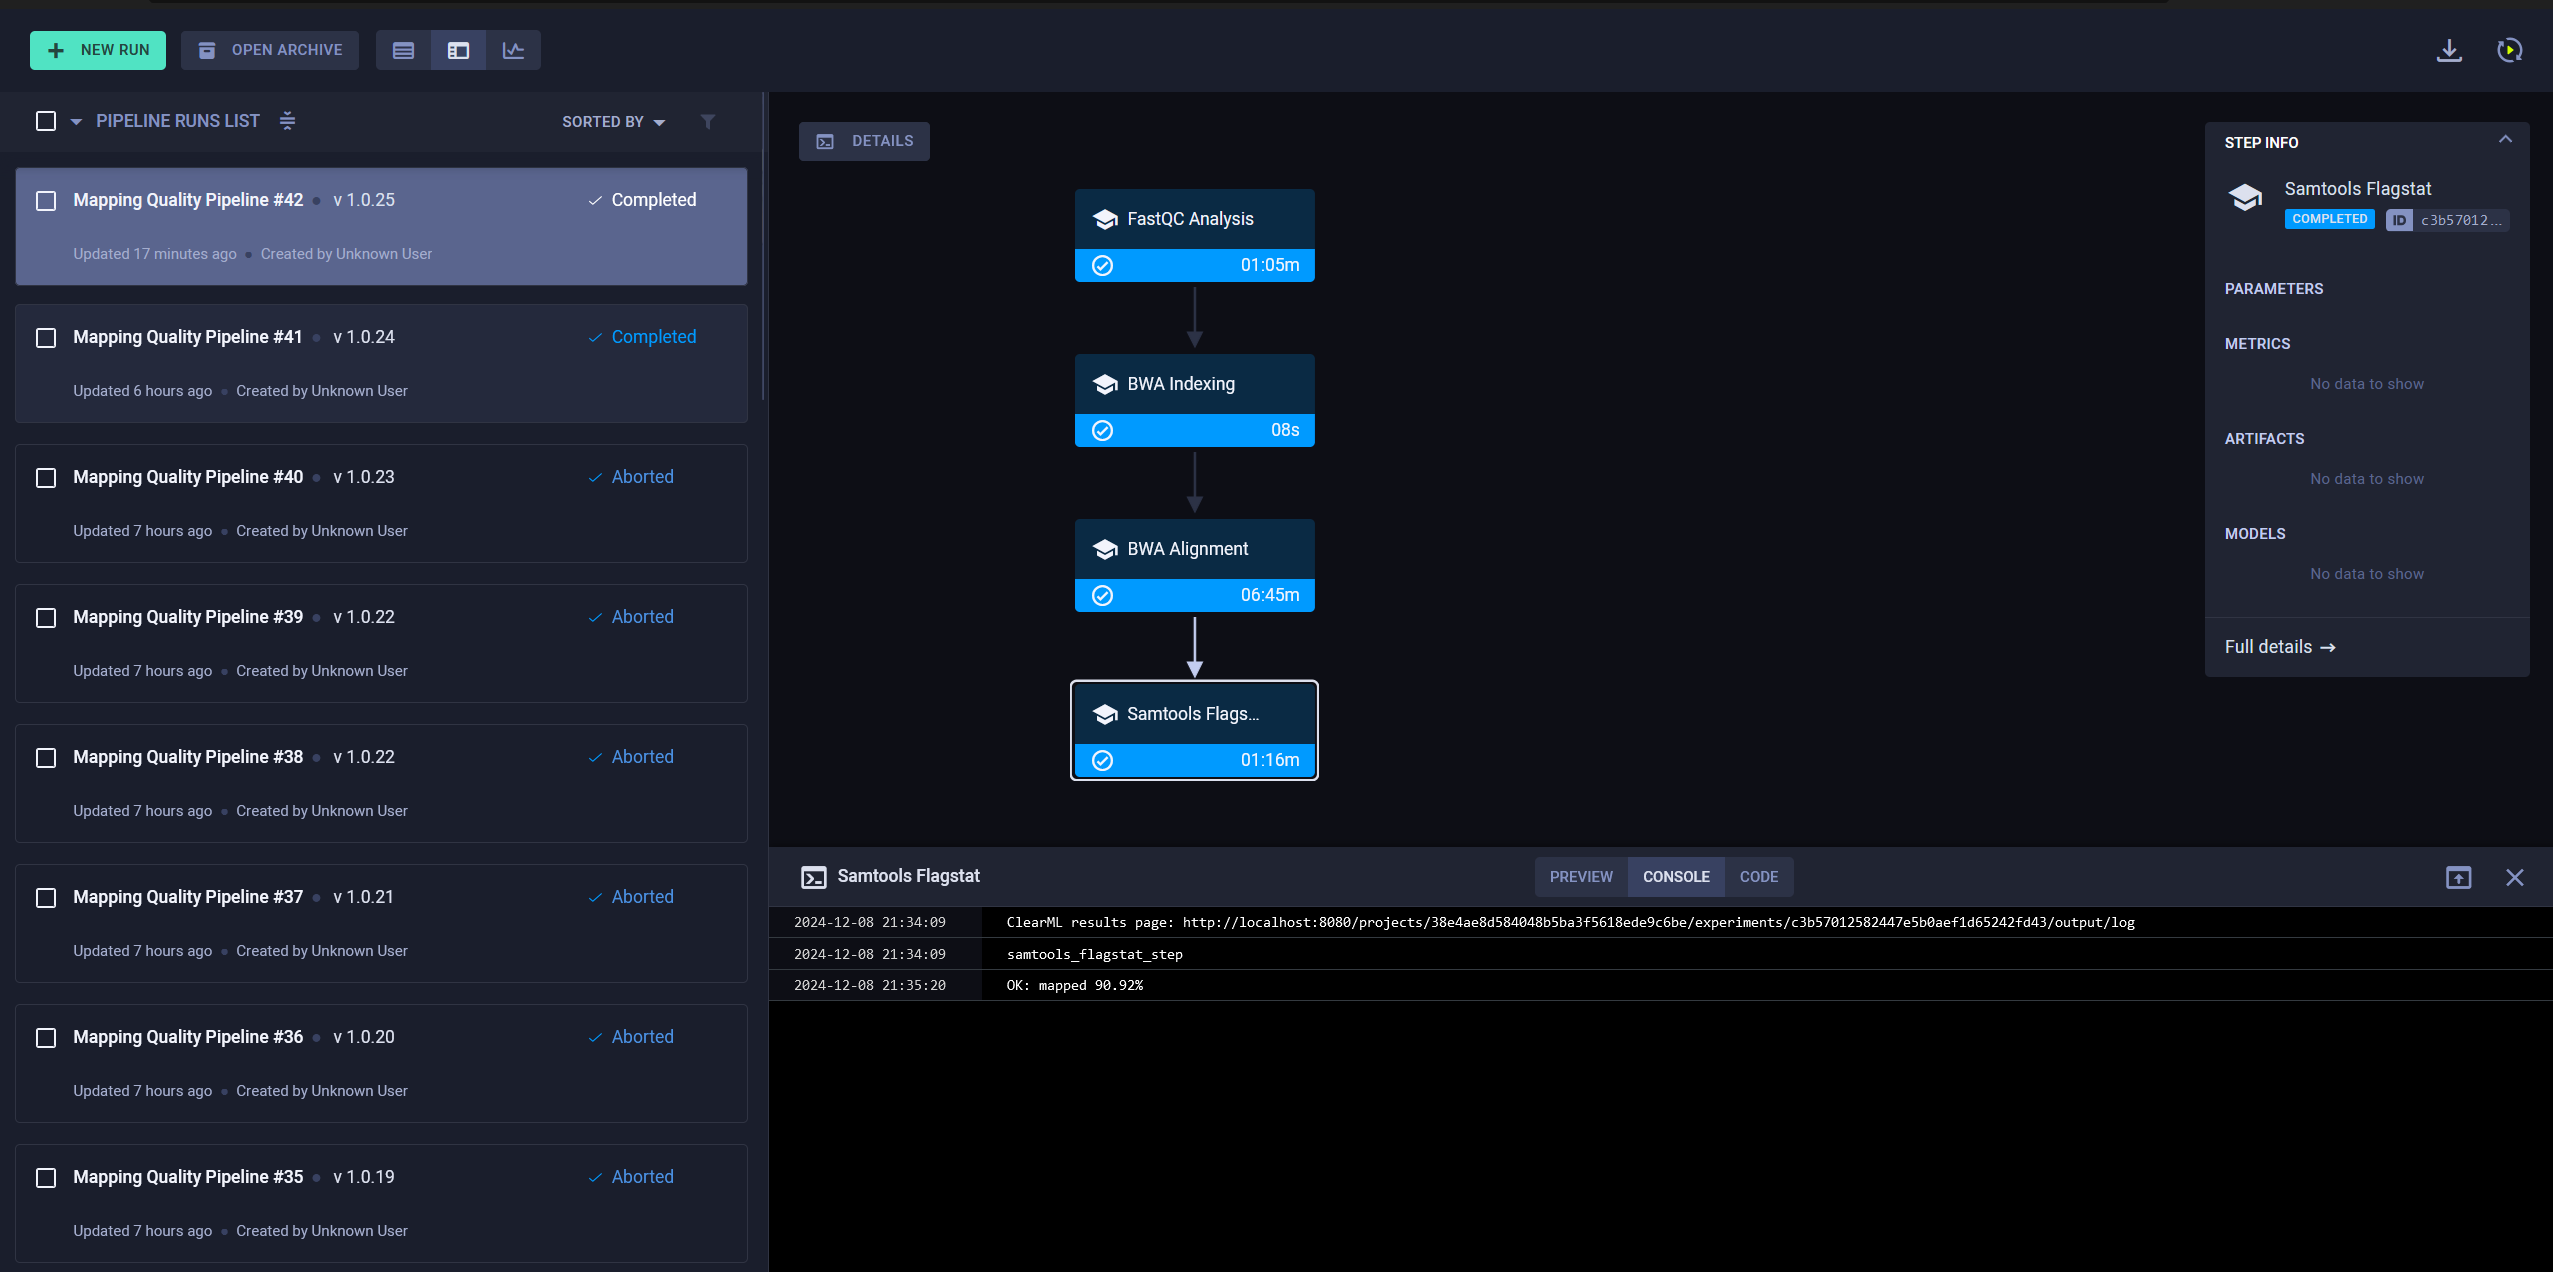 NEW RUN
OPEN ARCHIVE
PIPELINE RUNS LIST
SORTED BY
Mapping Quality Pipeline #42 v 1.0.25 Completed
Updated 17 minutes ago Created by Unknown User
Mapping Quality Pipeline #41 v 1.0.24 Completed
Updated 6 hours ago Created by Unknown User
Mapping Quality Pipeline #40 v 1.0.23 Aborted
Updated 7 hours ago Created by Unknown User
Mapping Quality Pipeline #39 v 1.0.22 Aborted
Updated 7 hours ago Created by Unknown User
Mapping Quality Pipeline #38 v 1.0.22 Aborted
Updated 7 hours ago Created by Unknown User
Mapping Quality Pipeline #37 v 1.0.21 Aborted
Updated 7 hours ago Created by Unknown User
Mapping Quality Pipeline #36 v 1.0.20 Aborted
Updated 7 hours ago Created by Unknown User
Mapping Quality Pipeline #35 v 1.0.19 Aborted
Updated 7 hours ago Created by Unknown User
DETAILS
FastQC Analysis
01:05m
BWA Indexing
08s
BWA Alignment
06:45m
Samtools Flags...
01:16m
STEP INFO
Samtools Flagstat
COMPLETED ID c3b57012...
PARAMETERS
METRICS
No data to show
ARTIFACTS
No data to show
MODELS
No data to show
Full details →
Samtools Flagstat
PREVIEW CONSOLE CODE
2024-12-08 21:34:09 ClearML results page: http://localhost:8080/projects/38e4ae8d584048b5ba3f5618ede9c6be/experiments/c3b57012582447e5b0aef1d65242fd43/output/log
2024-12-08 21:34:09 samtools_flagstat_step
2024-12-08 21:35:20 OK: mapped 90.92%